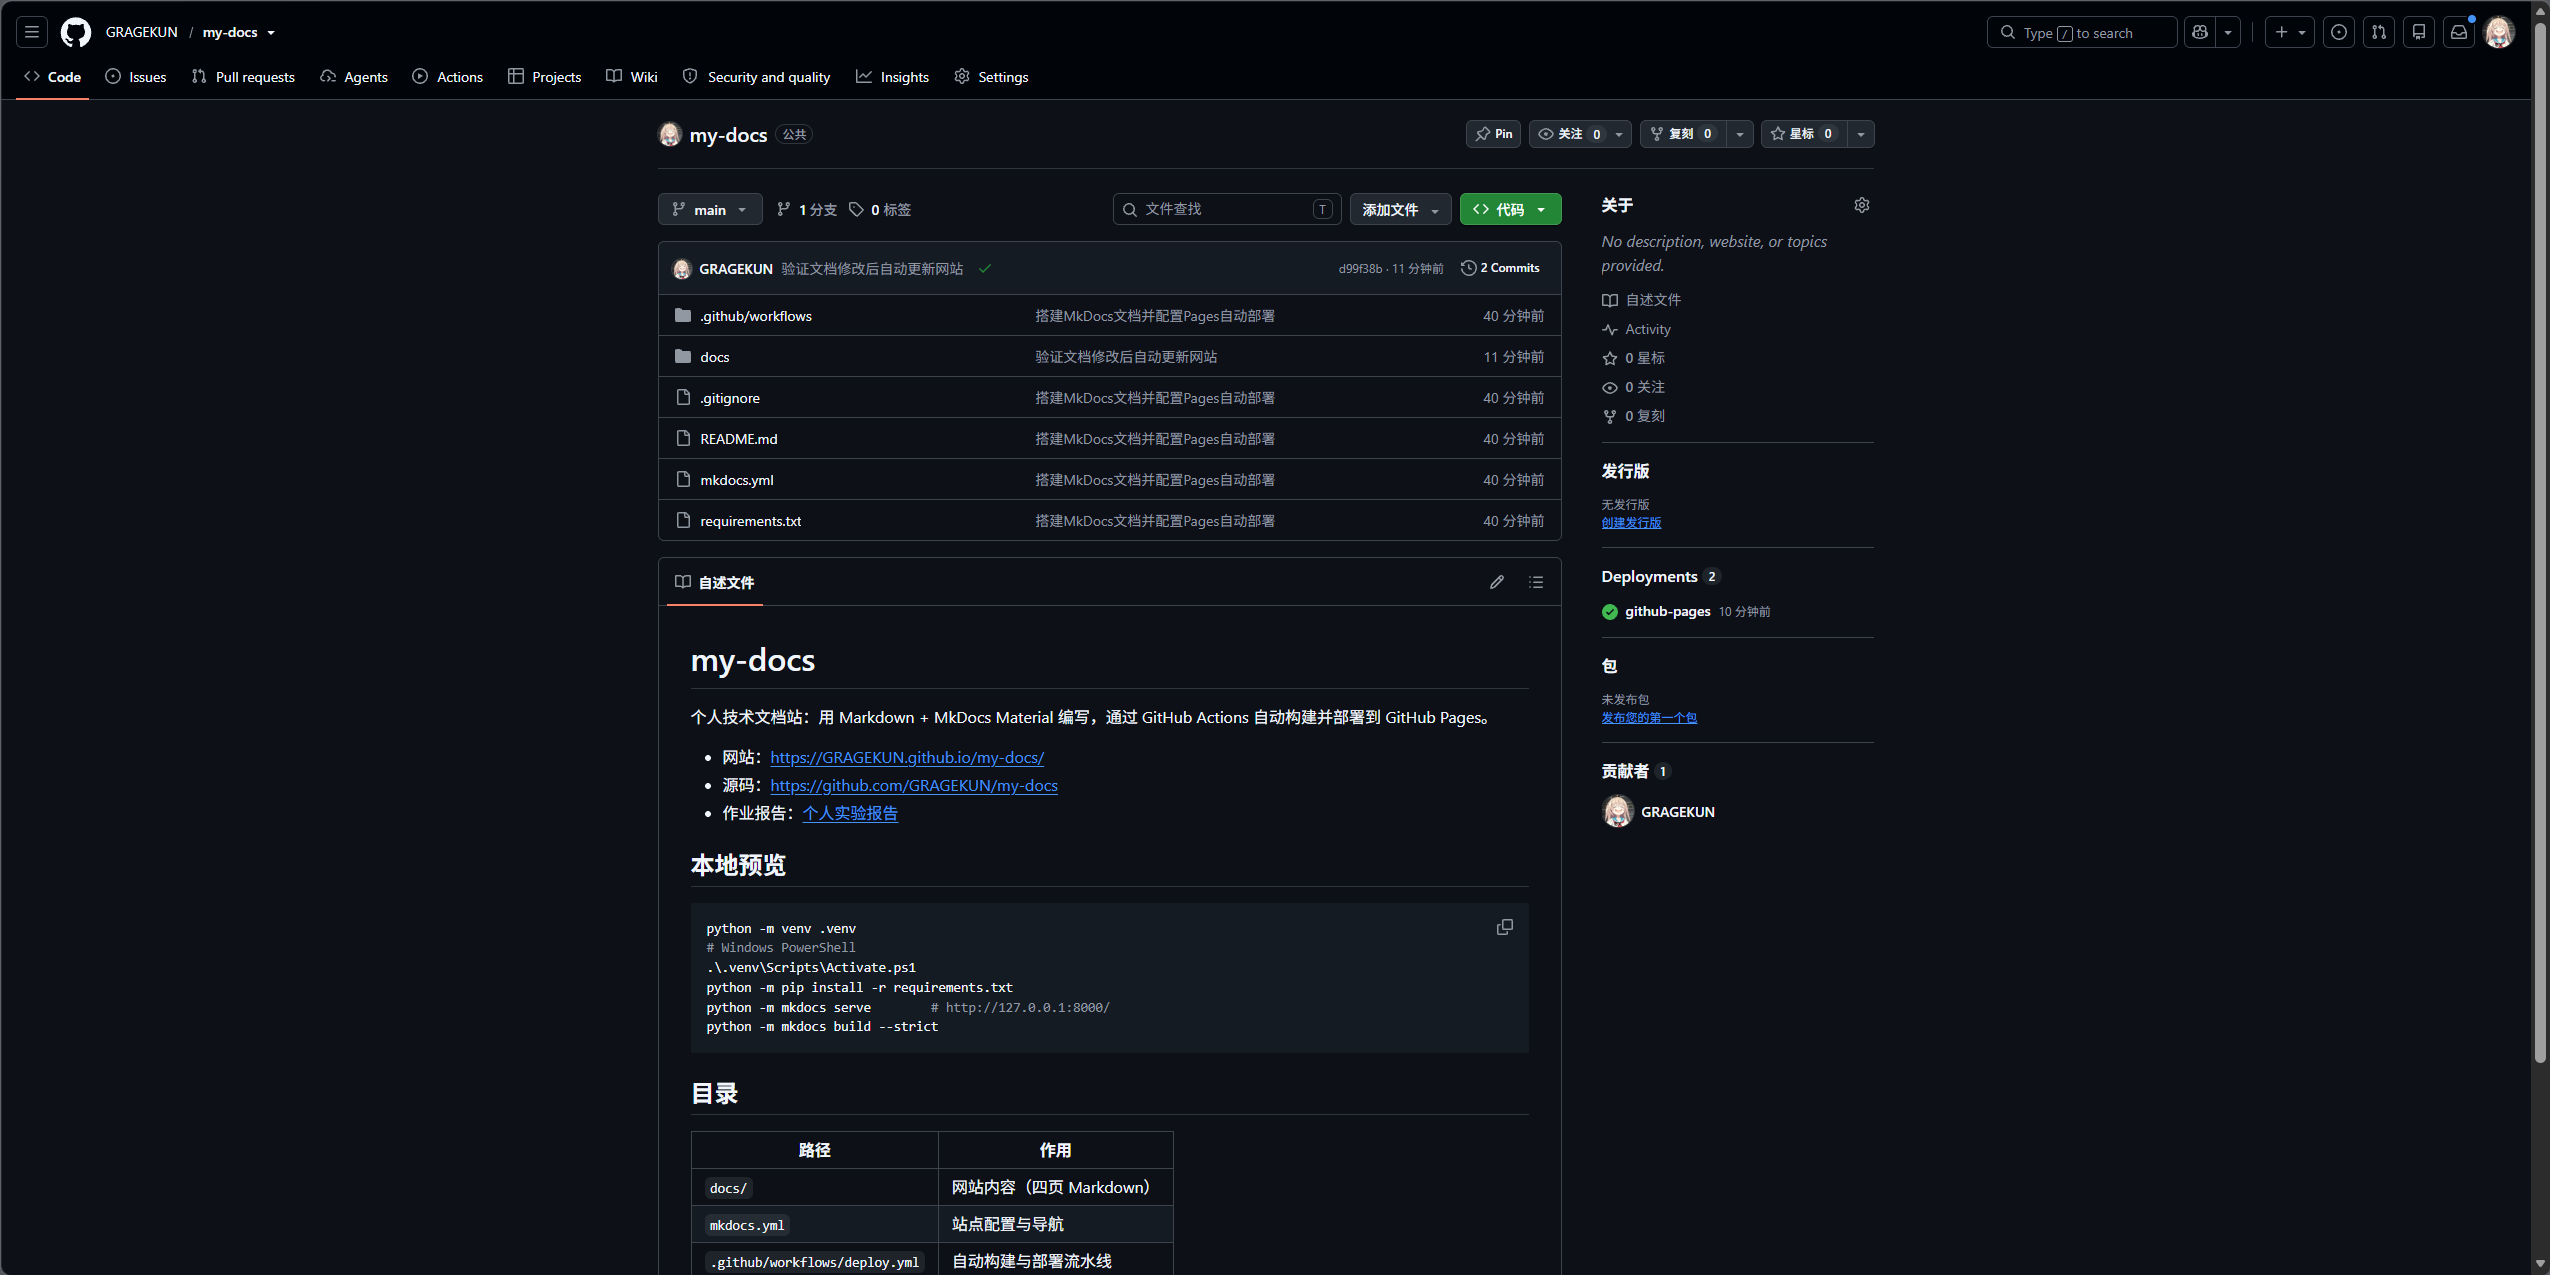 GRAGEKUN / my-docs
Type / to search
Code Issues Pull requests Agents Actions Projects Wiki Security and quality Insights Settings
my-docs 公共
Pin 关注 0 复刻 0 星标 0
main 1 分支 0 标签 文件查找 T 添加文件 代码
GRAGEKUN 验证文档修改后自动更新网站 d99f38b · 11 分钟前 2 Commits
.github/workflows 搭建MkDocs文档并配置Pages自动部署 40 分钟前
docs 验证文档修改后自动更新网站 11 分钟前
.gitignore 搭建MkDocs文档并配置Pages自动部署 40 分钟前
README.md 搭建MkDocs文档并配置Pages自动部署 40 分钟前
mkdocs.yml 搭建MkDocs文档并配置Pages自动部署 40 分钟前
requirements.txt 搭建MkDocs文档并配置Pages自动部署 40 分钟前
自述文件
my-docs
个人技术文档站：用 Markdown + MkDocs Material 编写，通过 GitHub Actions 自动构建并部署到 GitHub Pages。
网站：https://GRAGEKUN.github.io/my-docs/
源码：https://github.com/GRAGEKUN/my-docs
作业报告：个人实验报告
本地预览
python -m venv .venv
# Windows PowerShell
.\.venv\Scripts\Activate.ps1
python -m pip install -r requirements.txt
python -m mkdocs serve # http://127.0.0.1:8000/
python -m mkdocs build --strict
目录
路径 作用
docs/ 网站内容（四页 Markdown）
mkdocs.yml 站点配置与导航
.github/workflows/deploy.yml 自动构建与部署流水线
关于
No description, website, or topics
provided.
自述文件
Activity
0 星标
0 关注
0 复刻
发行版
无发行版
创建发行版
Deployments 2
github-pages 10 分钟前
包
未发布包
发布您的第一个包
贡献者 1
GRAGEKUN